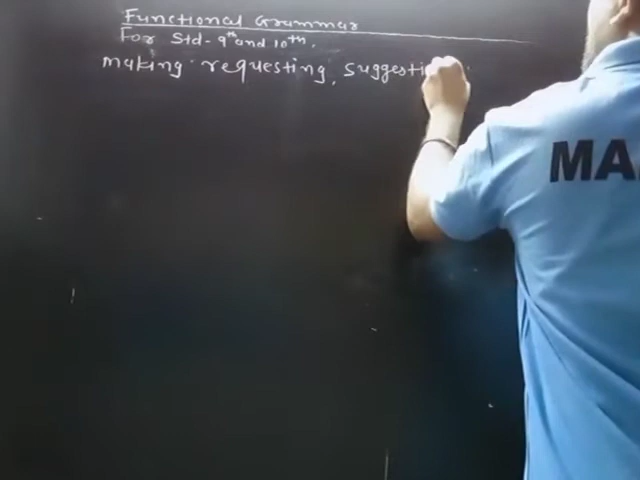 Functional Grammar
For Std - 9th and 10th.
Making requesting, suggesti
MA